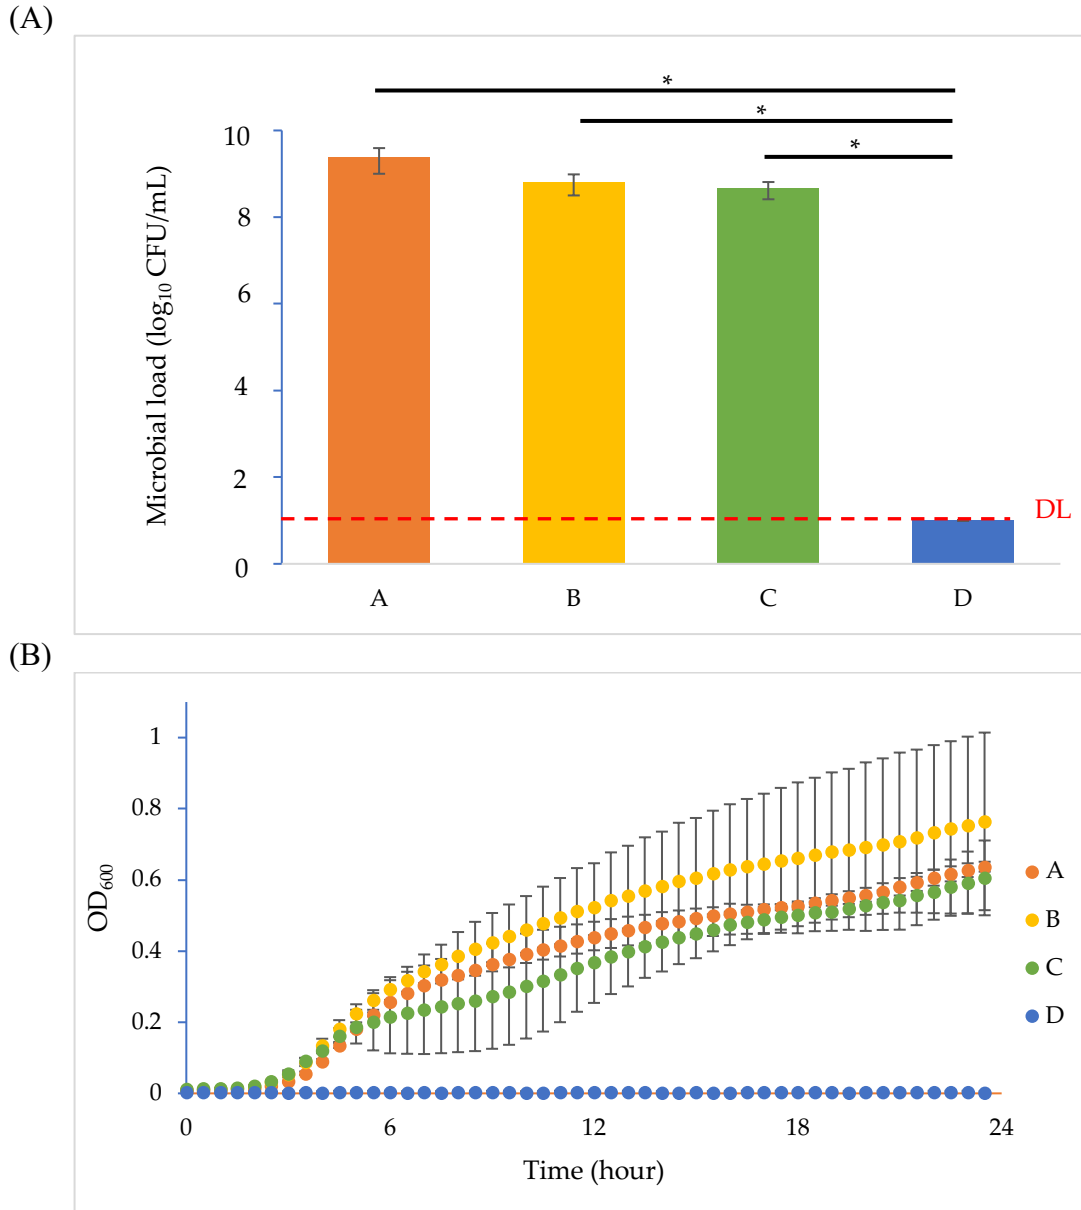 (A)
*
*
*
10
8
6
4
2
0
Microbial load (log₁₀ CFU/mL)
DL
A
B
C
D
(B)
1
0.8
0.6
0.4
0.2
0
OD₆₀₀
0
6
12
18
24
Time (hour)
A
B
C
D